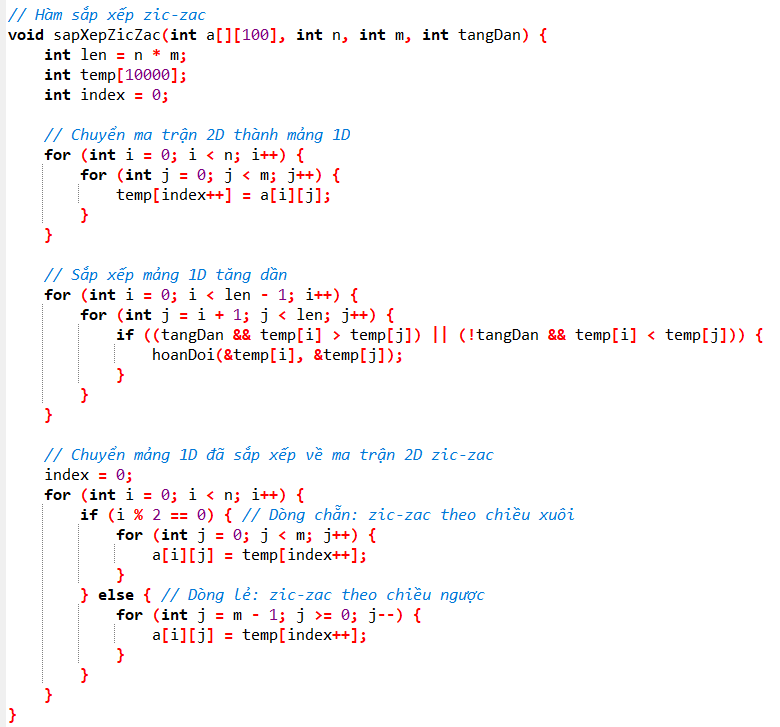 // Hàm sắp xếp zic-zac
void sapXepZicZac(int a[][100], int n, int m, int tangDan) {
    int len = n * m;
    int temp[10000];
    int index = 0;

    // Chuyển ma trận 2D thành mảng 1D
    for (int i = 0; i < n; i++) {
        for (int j = 0; j < m; j++) {
            temp[index++] = a[i][j];
        }
    }

    // Sắp xếp mảng 1D tăng dần
    for (int i = 0; i < len - 1; i++) {
        for (int j = i + 1; j < len; j++) {
            if ((tangDan && temp[i] > temp[j]) || (!tangDan && temp[i] < temp[j])) {
                hoanDoi(&temp[i], &temp[j]);
            }
        }
    }

    // Chuyển mảng 1D đã sắp xếp về ma trận 2D zic-zac
    index = 0;
    for (int i = 0; i < n; i++) {
        if (i % 2 == 0) { // Dòng chẵn: zic-zac theo chiều xuôi
            for (int j = 0; j < m; j++) {
                a[i][j] = temp[index++];
            }
        } else { // Dòng lẻ: zic-zac theo chiều ngược
            for (int j = m - 1; j >= 0; j--) {
                a[i][j] = temp[index++];
            }
        }
    }
}